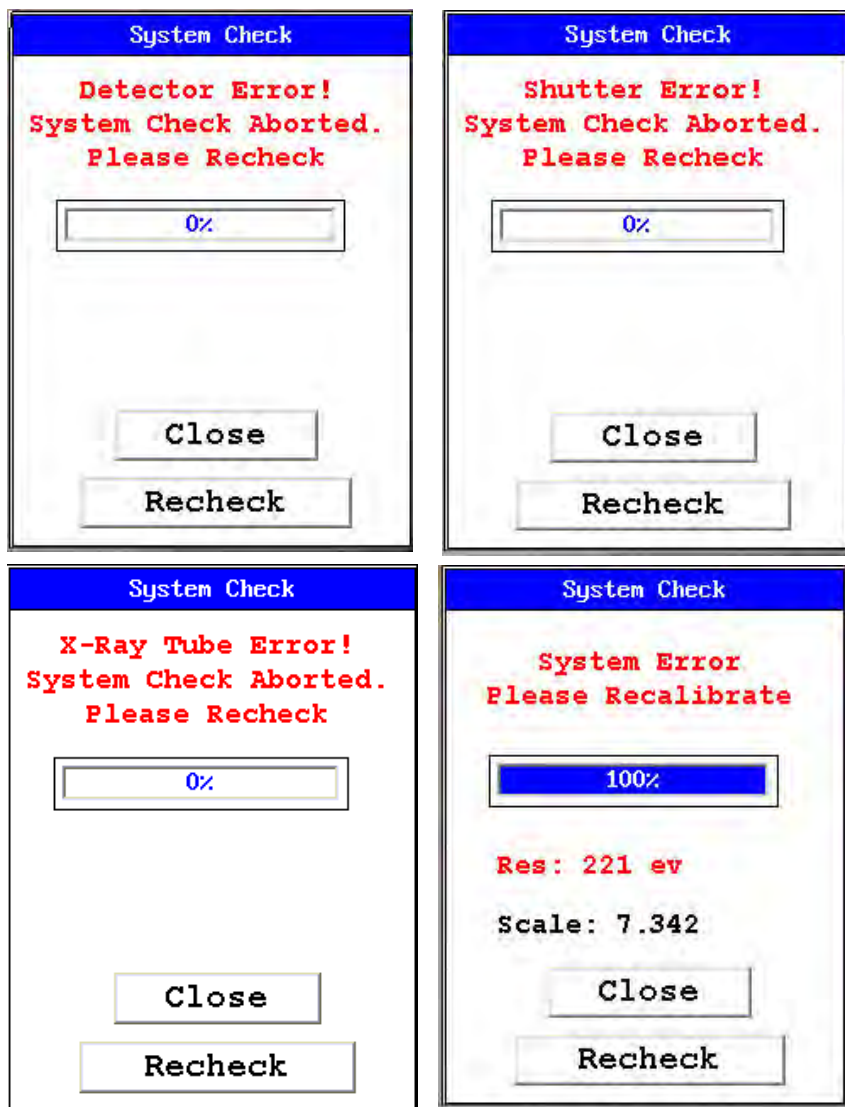 System Check
Detector Error!
System Check Aborted.
Please Recheck
0%
Close
Recheck
System Check
Shutter Error!
System Check Aborted.
Please Recheck
0%
Close
Recheck
System Check
X-Ray Tube Error!
System Check Aborted.
Please Recheck
0%
Close
Recheck
System Check
System Error
Please Recalibrate
100%
Res: 221 ev
Scale: 7.342
Close
Recheck